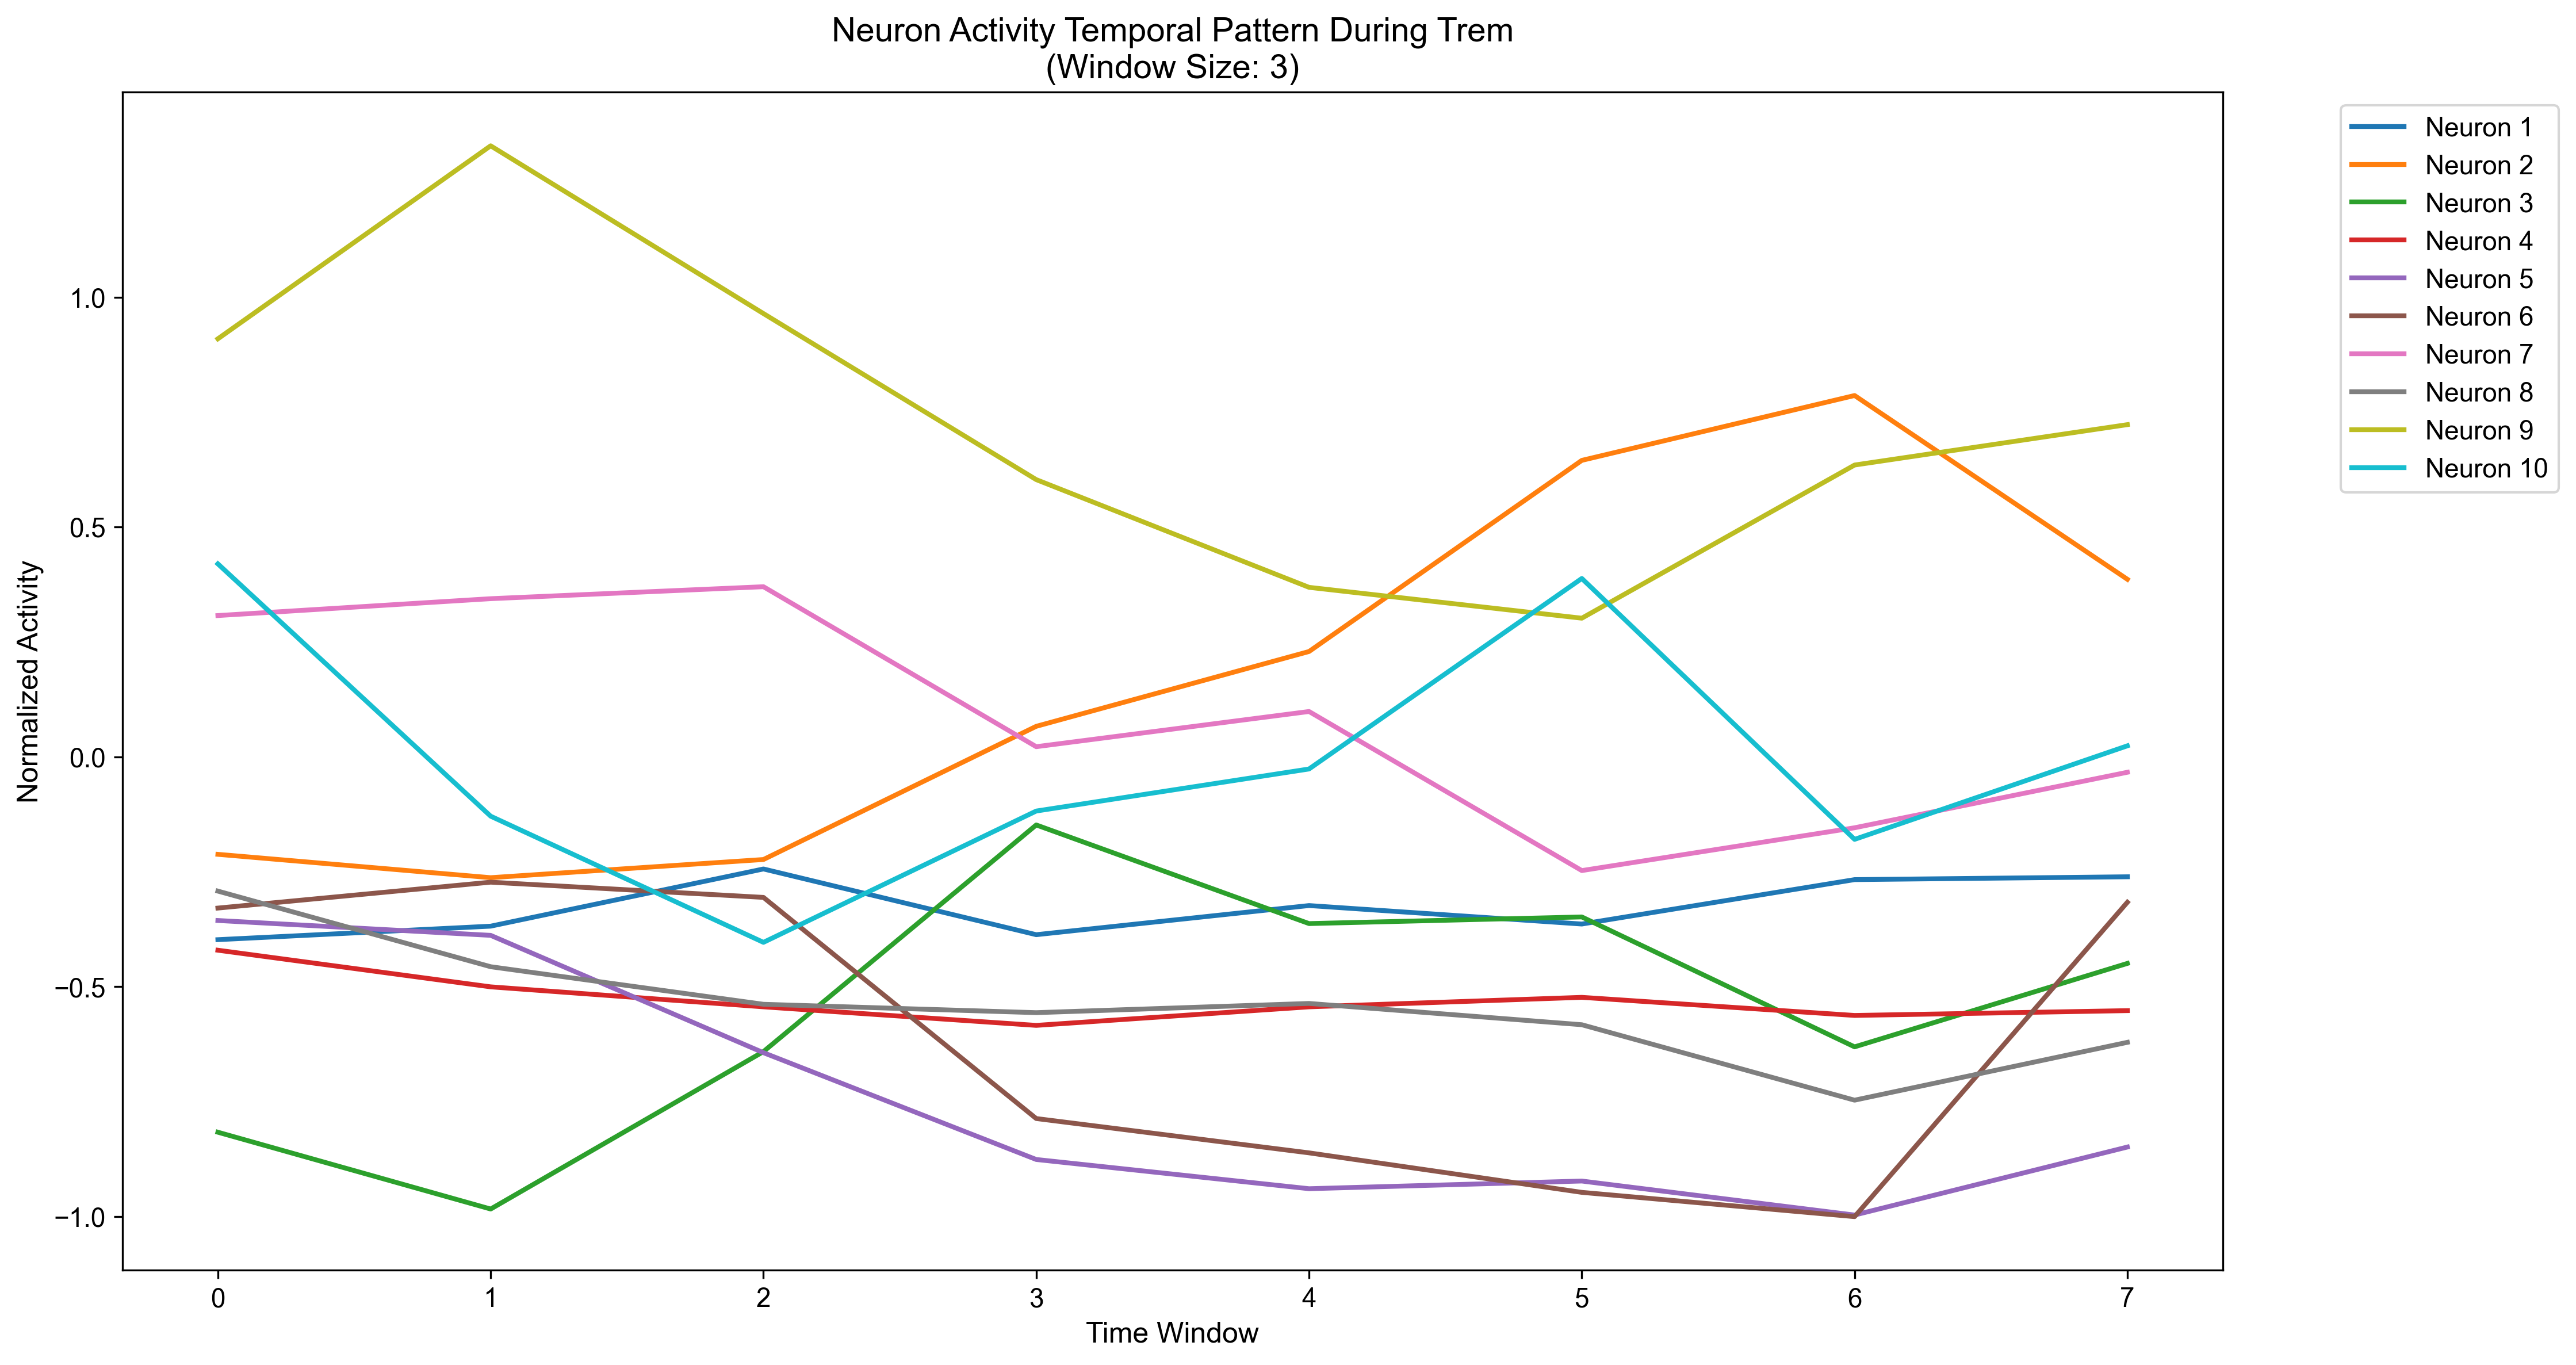 Neuron Activity Temporal Pattern During Trem
(Window Size: 3)
Normalized Activity
1.0
0.5
0.0
−0.5
−1.0
0 1 2 3 4 5 6 7
Time Window
Neuron 1
Neuron 2
Neuron 3
Neuron 4
Neuron 5
Neuron 6
Neuron 7
Neuron 8
Neuron 9
Neuron 10